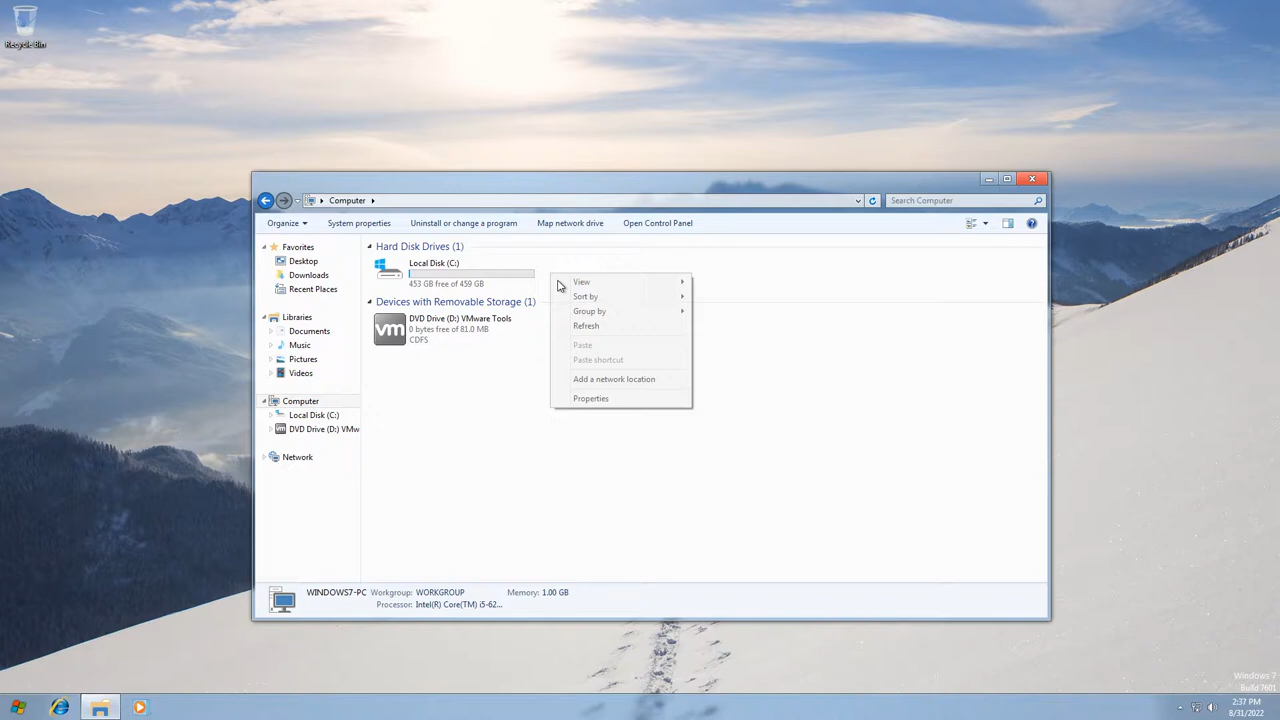 Recycle Bin
Computer
Search Computer
Organize
System properties
Uninstall or change a program
Map network drive
Open Control Panel
Favorites
Desktop
Downloads
Recent Places
Libraries
Documents
Music
Pictures
Videos
Computer
Local Disk (C:)
DVD Drive (D:) VMw
Network
Hard Disk Drives (1)
Local Disk (C:)
453 GB free of 459 GB
Devices with Removable Storage (1)
vm
DVD Drive (D:) VMware Tools
0 bytes free of 81.0 MB
CDFS
View
Sort by
Group by
Refresh
Paste
Paste shortcut
Add a network location
Properties
WINDOWS7-PC Workgroup: WORKGROUP Memory: 1.00 GB
Processor: Intel(R) Core(TM) i5-62...
Windows 7
Build 7601
2:37 PM
8/31/2022